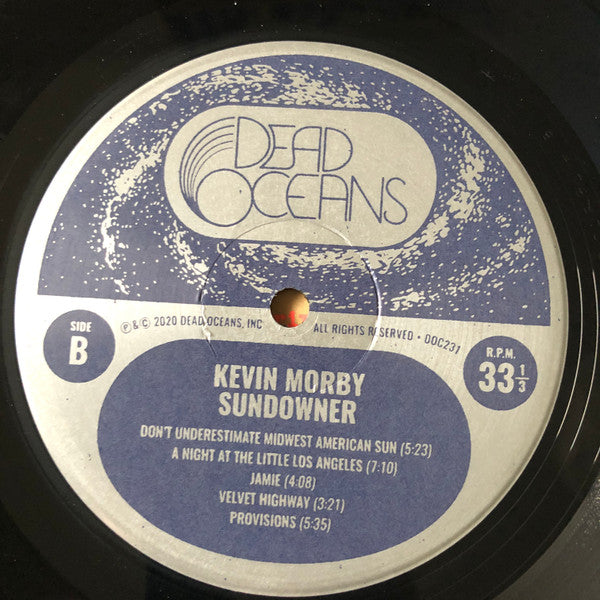 DEAD
OCEANS
SIDE
B
℗ & © 2020 DEAD OCEANS, INC
ALL RIGHTS RESERVED • DOC231
R.P.M.
33 1/3
KEVIN MORBY
SUNDOWNER
DON'T UNDERESTIMATE MIDWEST AMERICAN SUN (5:23)
A NIGHT AT THE LITTLE LOS ANGELES (7:10)
JAMIE (4:08)
VELVET HIGHWAY (3:21)
PROVISIONS (5:35)